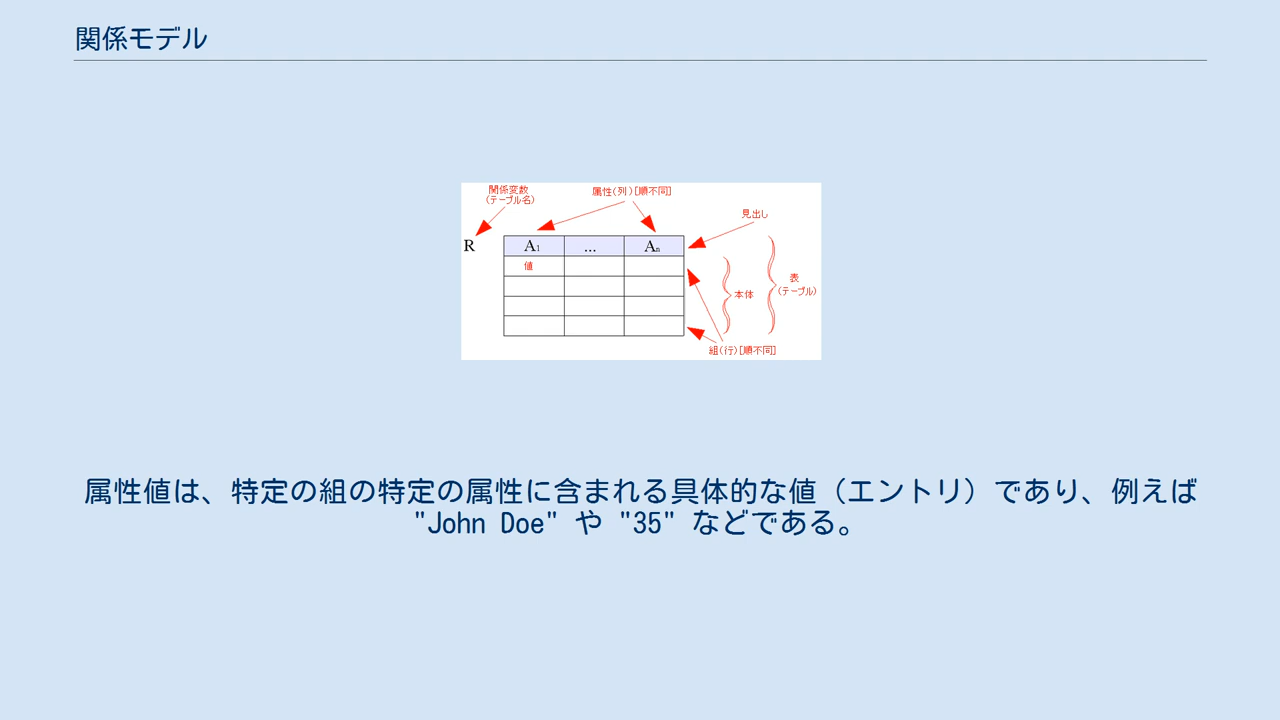 関係モデル
関係変数
(テーブル名)
属性(列)[順不同]
見出し
R
A1
...
An
値
表
(テーブル)
本体
組(行)[順不同]
属性値は、特定の組の特定の属性に含まれる具体的な値（エントリ）であり、例えば
"John Doe" や "35" などである。